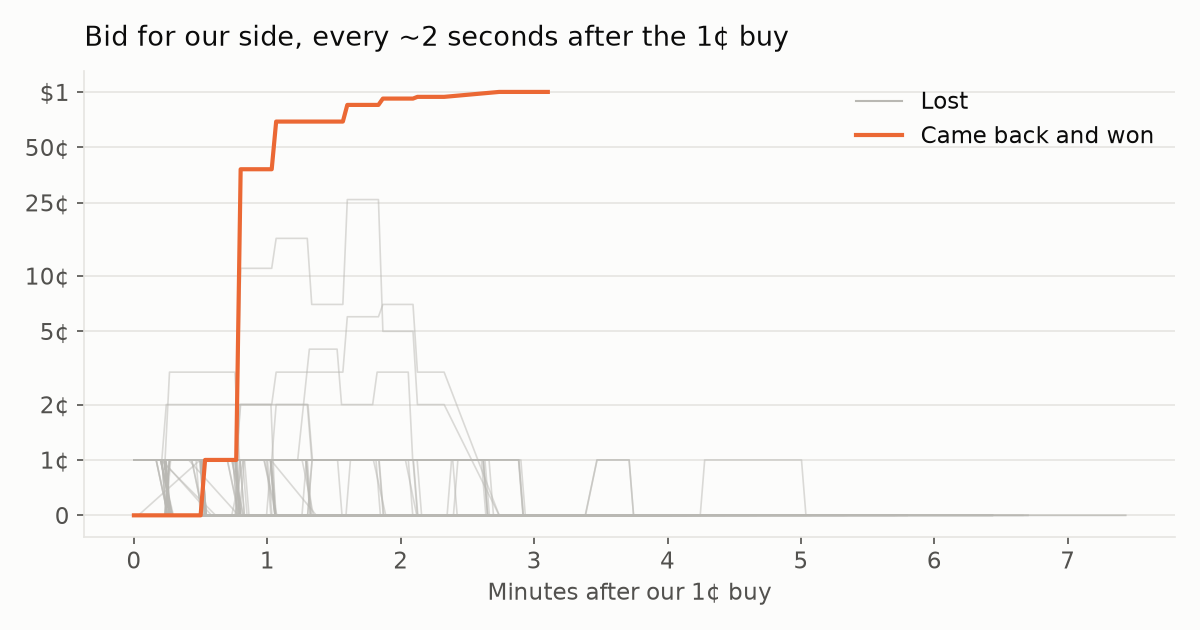 Bid for our side, every ~2 seconds after the 1¢ buy
$1
50¢
25¢
10¢
5¢
2¢
1¢
0
Lost
Came back and won
0 1 2 3 4 5 6 7
Minutes after our 1¢ buy